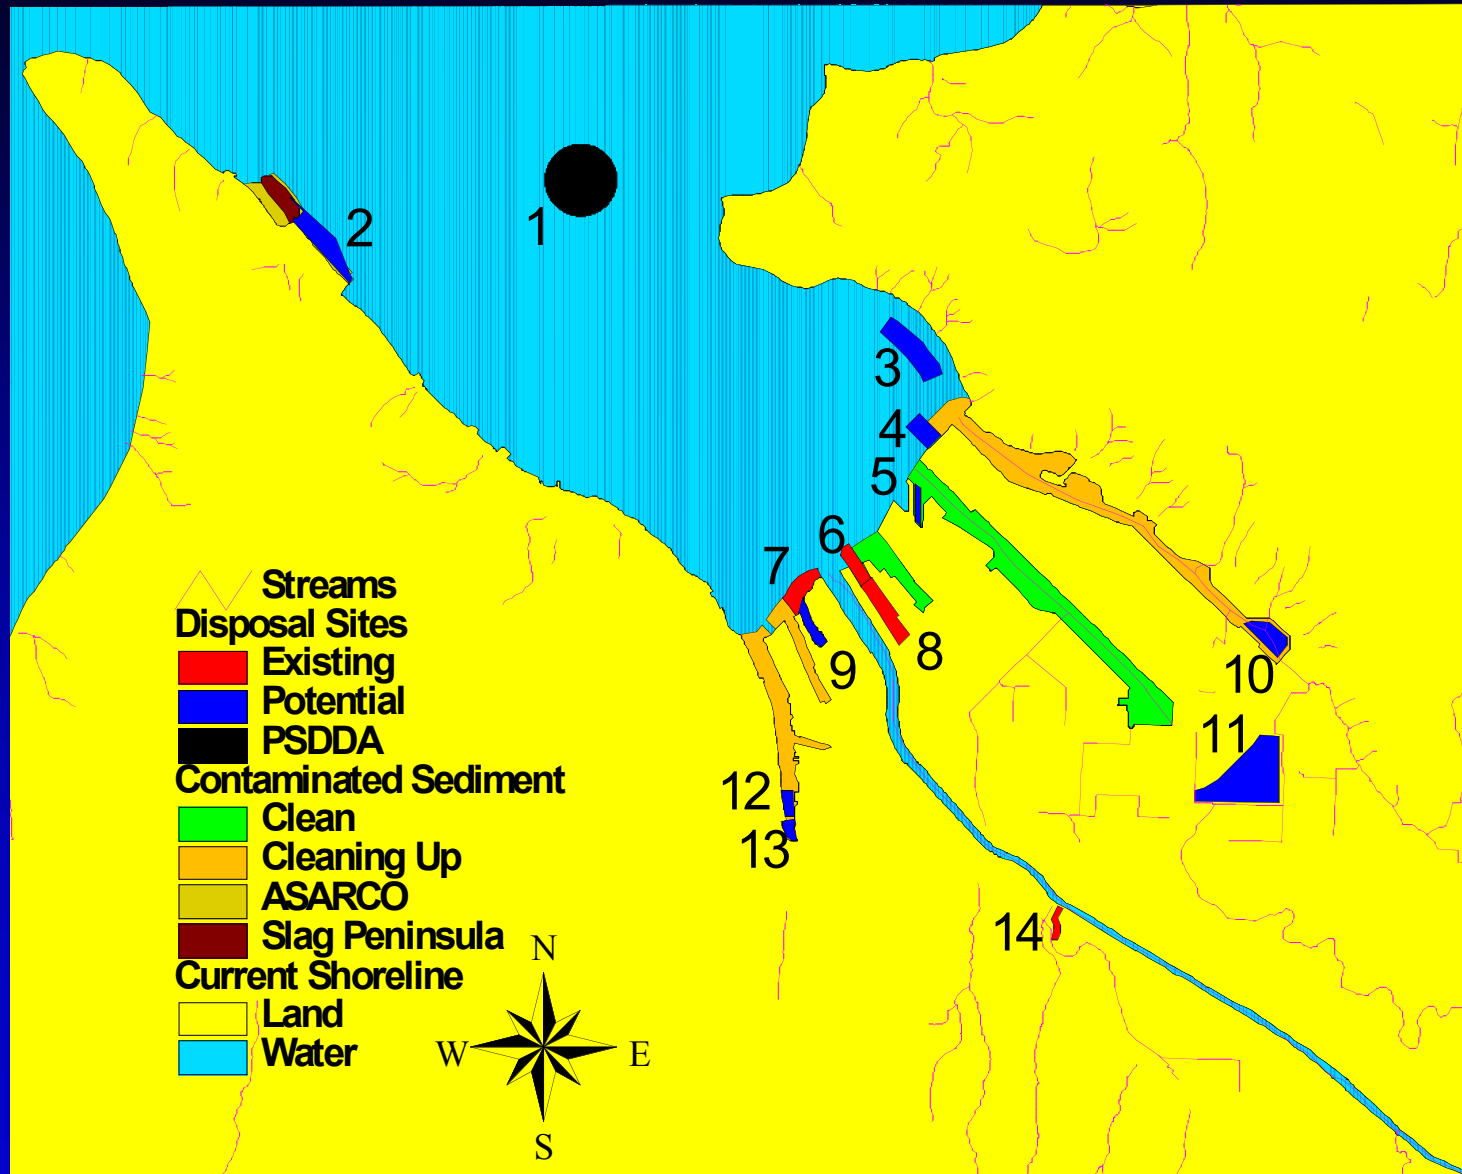 1
2
3
4
5
6
7
8
9
10
11
12
13
14
Streams
Disposal Sites
Existing
Potential
PSDDA
Contaminated Sediment
Clean
Cleaning Up
ASARCO
Slag Peninsula
Current Shoreline
Land
Water
N
W E
S